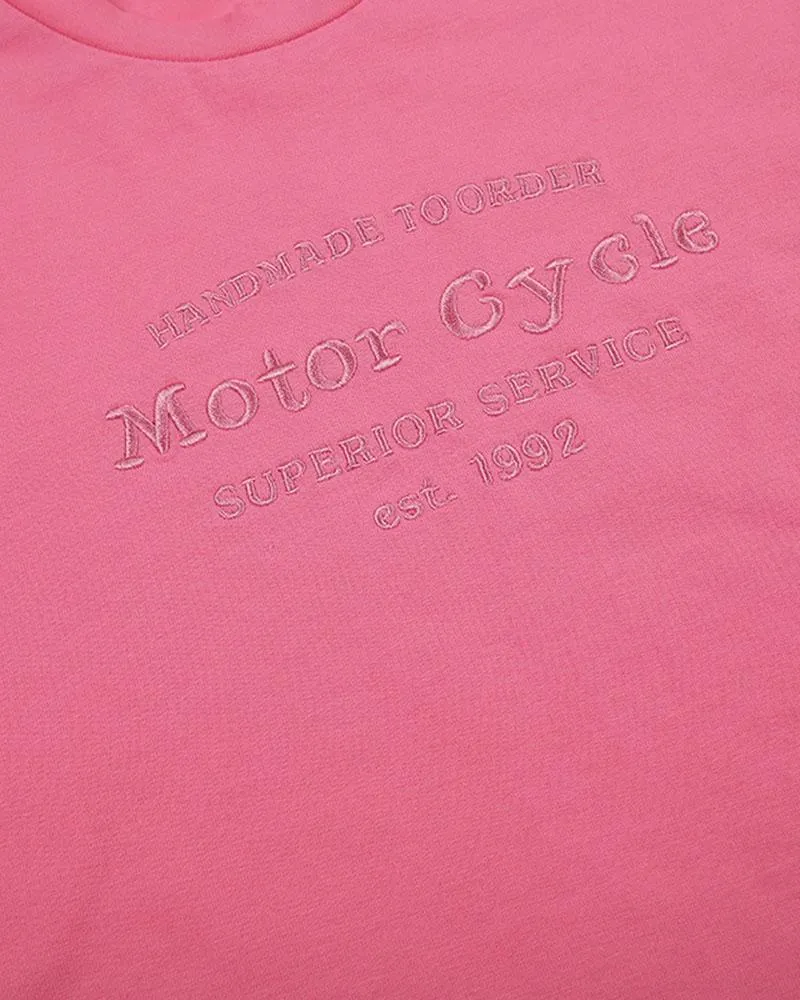 HANDMADE TOORDER
Motor Cycle
SUPERIOR SERVICE
est. 1992